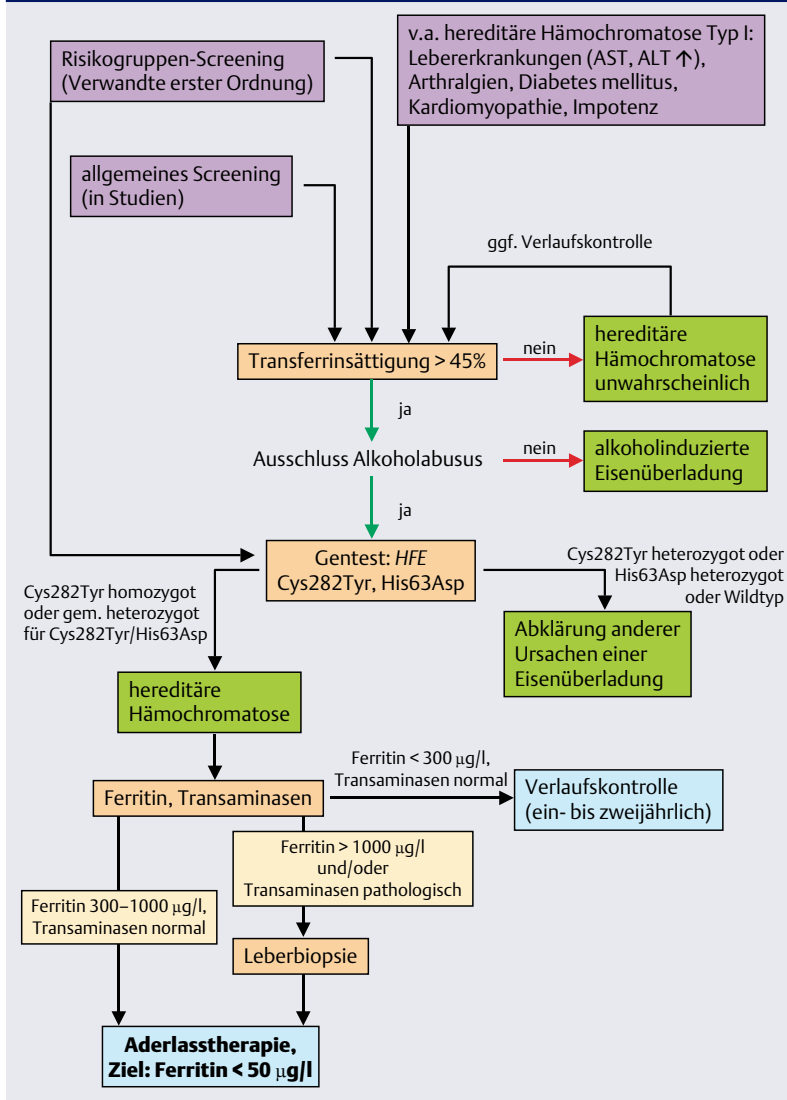 v.a. hereditäre Hämochromatose Typ I:
Lebererkrankungen (AST, ALT ↑),
Arthralgien, Diabetes mellitus,
Kardiomyopathie, Impotenz
Risikogruppen-Screening
(Verwandte erster Ordnung)
allgemeines Screening
(in Studien)
ggf. Verlaufskontrolle
Transferrinsättigung > 45%
nein
hereditäre
Hämochromatose
unwahrscheinlich
ja
Ausschluss Alkoholabusus
nein
alkoholinduzierte
Eisenüberladung
ja
Gentest: HFE
Cys282Tyr, His63Asp
Cys282Tyr homozygot
oder gem. heterozygot
für Cys282Tyr/His63Asp
Cys282Tyr heterozygot oder
His63Asp heterozygot
oder Wildtyp
Abklärung anderer
Ursachen einer
Eisenüberladung
hereditäre
Hämochromatose
Ferritin, Transaminasen
Ferritin < 300 µg/l,
Transaminasen normal
Verlaufskontrolle
(ein- bis zweijährlich)
Ferritin > 1000 µg/l
und/oder
Transaminasen pathologisch
Ferritin 300–1000 µg/l,
Transaminasen normal
Leberbiopsie
Aderlasstherapie,
Ziel: Ferritin < 50 µg/l